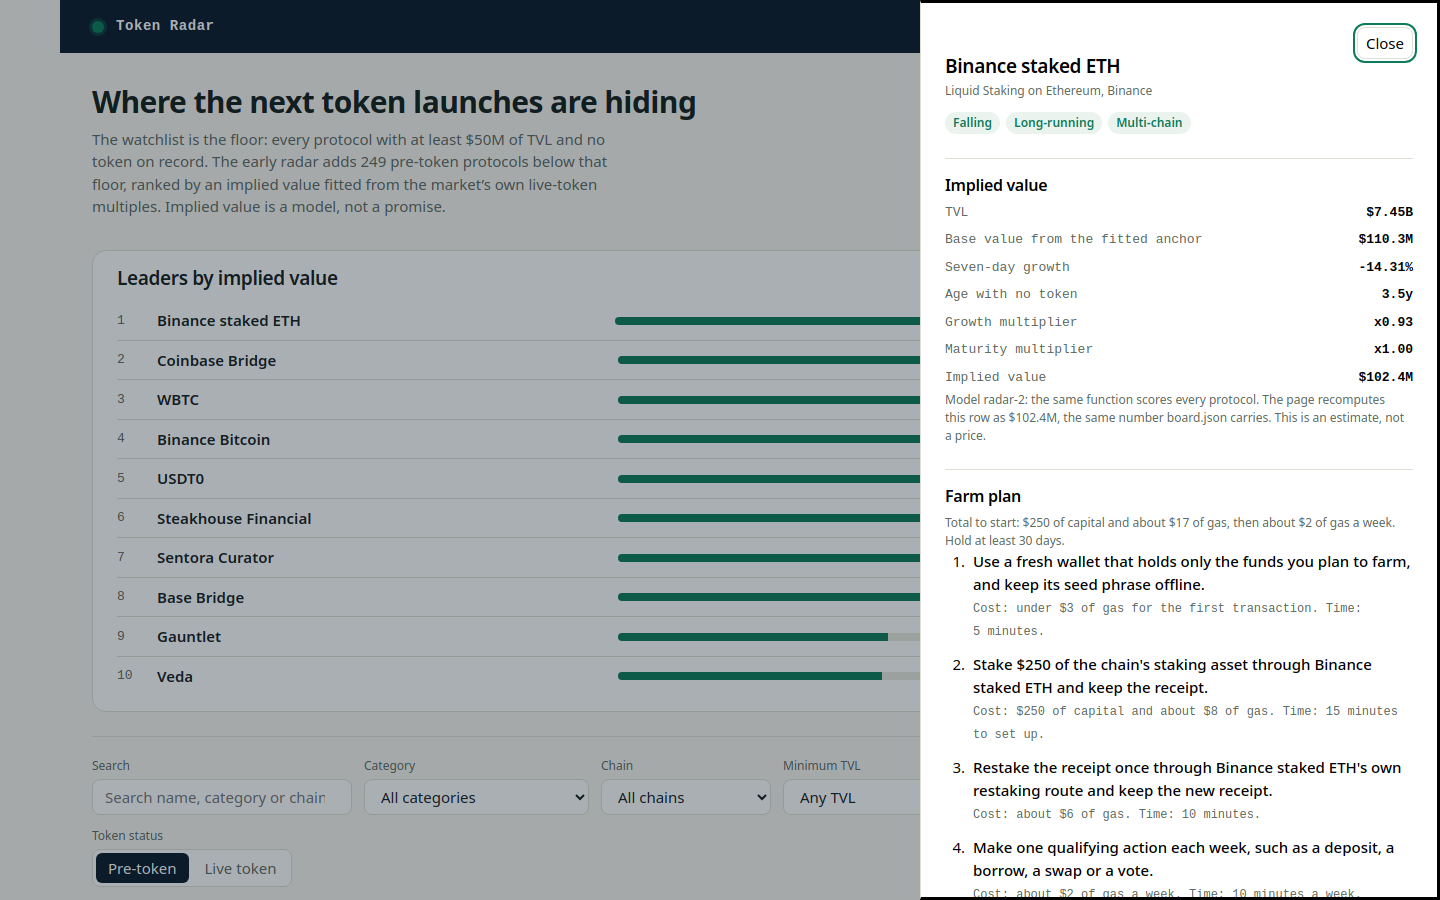 Token Radar
Where the next token launches are hiding
The watchlist is the floor: every protocol with at least $50M of TVL and no
token on record. The early radar adds 249 pre-token protocols below that
floor, ranked by an implied value fitted from the market’s own live-token
multiples. Implied value is a model, not a promise.
Leaders by implied value
1 Binance staked ETH
2 Coinbase Bridge
3 WBTC
4 Binance Bitcoin
5 USDT0
6 Steakhouse Financial
7 Sentora Curator
8 Base Bridge
9 Gauntlet
10 Veda
Search Category Chain Minimum TVL
Search name, category or chain All categories All chains Any TVL
Token status
Pre-token Live token
Close
Binance staked ETH
Liquid Staking on Ethereum, Binance
Falling Long-running Multi-chain
Implied value
TVL $7.45B
Base value from the fitted anchor $110.3M
Seven-day growth -14.31%
Age with no token 3.5y
Growth multiplier x0.93
Maturity multiplier x1.00
Implied value $102.4M
Model radar-2: the same function scores every protocol. The page recomputes
this row as $102.4M, the same number board.json carries. This is an estimate, not
a price.
Farm plan
Total to start: $250 of capital and about $17 of gas, then about $2 of gas a week.
Hold at least 30 days.
1. Use a fresh wallet that holds only the funds you plan to farm,
and keep its seed phrase offline.
Cost: under $3 of gas for the first transaction. Time:
5 minutes.
2. Stake $250 of the chain's staking asset through Binance
staked ETH and keep the receipt.
Cost: $250 of capital and about $8 of gas. Time: 15 minutes
to set up.
3. Restake the receipt once through Binance staked ETH's own
restaking route and keep the new receipt.
Cost: about $6 of gas. Time: 10 minutes.
4. Make one qualifying action each week, such as a deposit, a
borrow, a swap or a vote.
Cost: about $2 of gas a week. Time: 10 minutes a week.